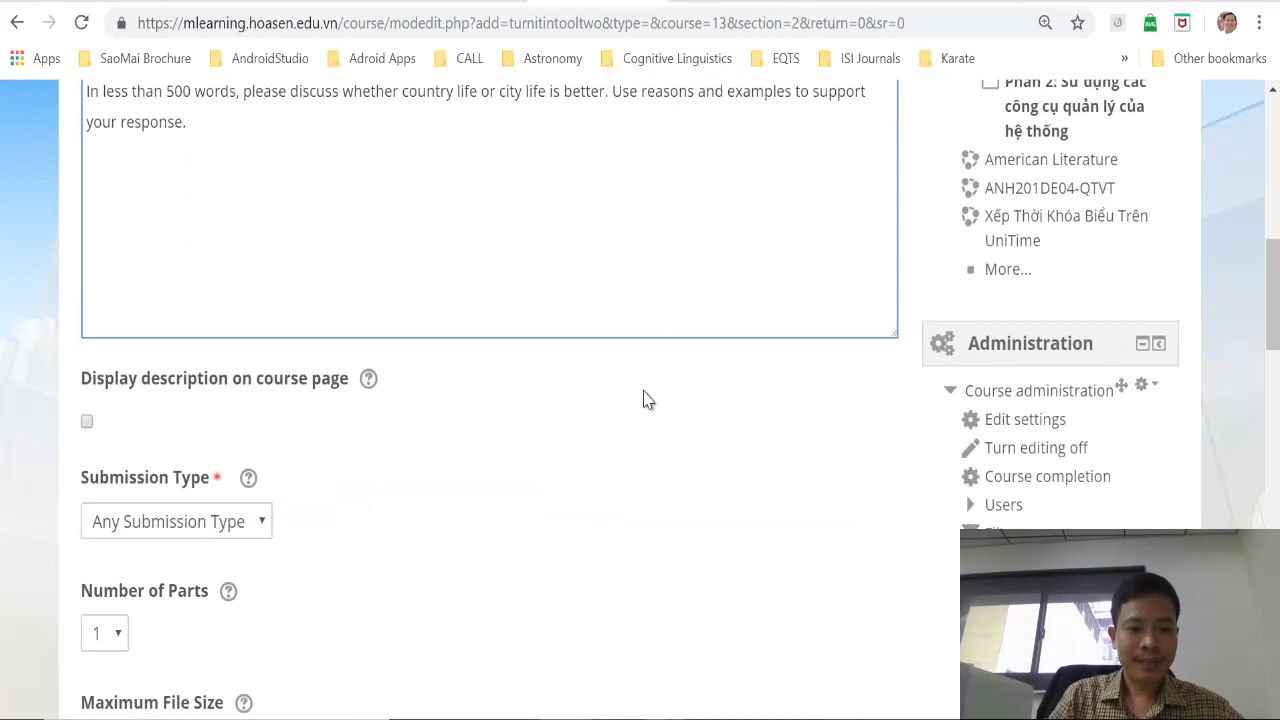 https://mlearning.hoasen.edu.vn/course/modedit.php?add=turnitintooltwo&type=&course=13&section=2&return=0&sr=0
Apps SaoMai Brochure AndroidStudio Adroid Apps CALL Astronomy Cognitive Linguistics EQTS ISI Journals Karate » Other bookmarks
In less than 500 words, please discuss whether country life or city life is better. Use reasons and examples to support
your response.
Display description on course page
Submission Type *
Any Submission Type
Number of Parts
1
Maximum File Size
Phần 2: Sử dụng các
công cụ quản lý của
hệ thống
American Literature
ANH201DE04-QTVT
Xếp Thời Khóa Biểu Trên
UniTime
More...
Administration
Course administration
Edit settings
Turn editing off
Course completion
Users